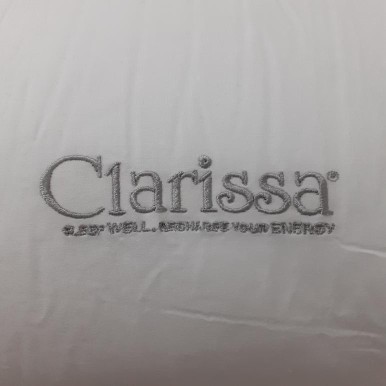 Clarissa®
SLEEP WELL. RECHARGE YOUR ENERGY